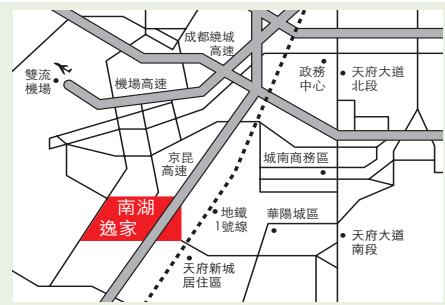 成都繞城
高速
雙流
機場
機場高速
政務
中心
天府大道
北段
京昆
高速
城南商務區
南湖
逸家
地鐵
1號線
華陽城區
天府大道
南段
天府新城
居住區